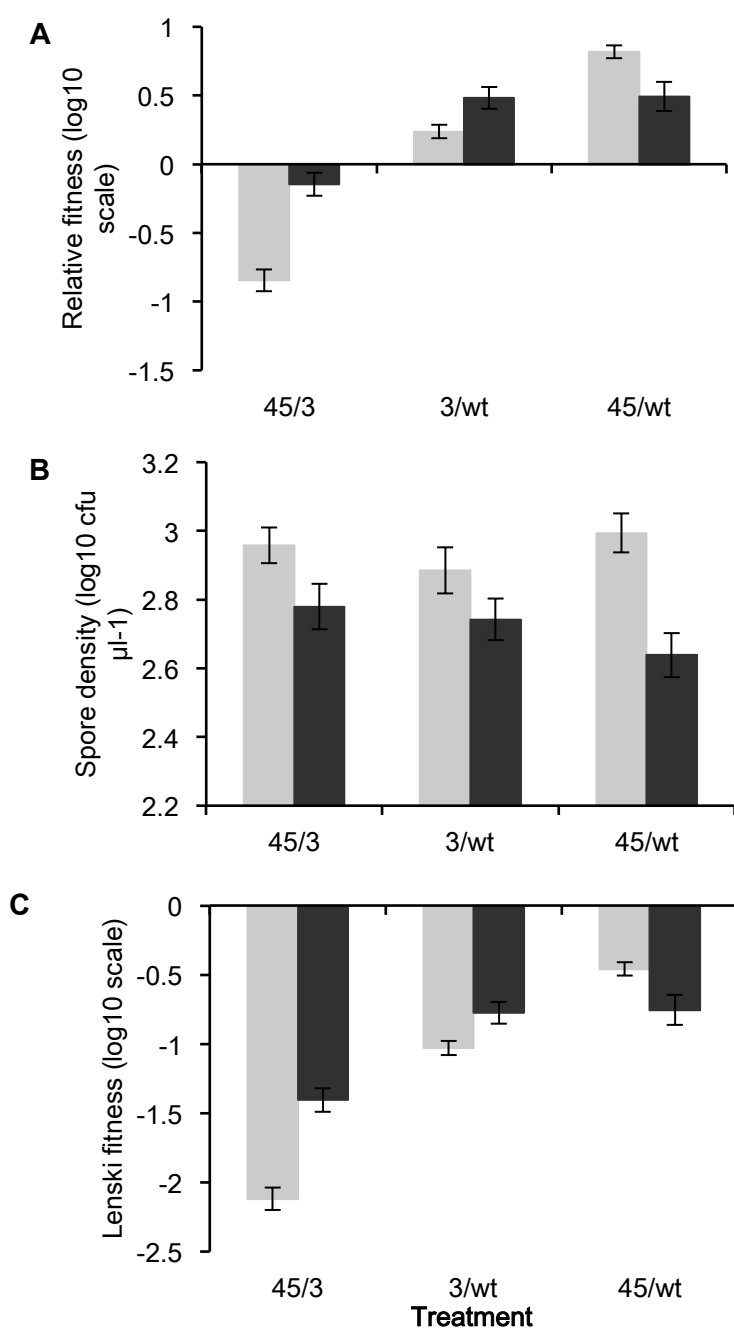 A
Relative fitness (log10
scale)
1
0.5
0
-0.5
-1
-1.5
45/3 3/wt 45/wt
B
Spore density (log10 cfu
µl-1)
3.2
3
2.8
2.6
2.4
2.2
45/3 3/wt 45/wt
C
Lenski fitness (log10 scale)
0
-0.5
-1
-1.5
-2
-2.5
45/3 3/wt 45/wt
Treatment